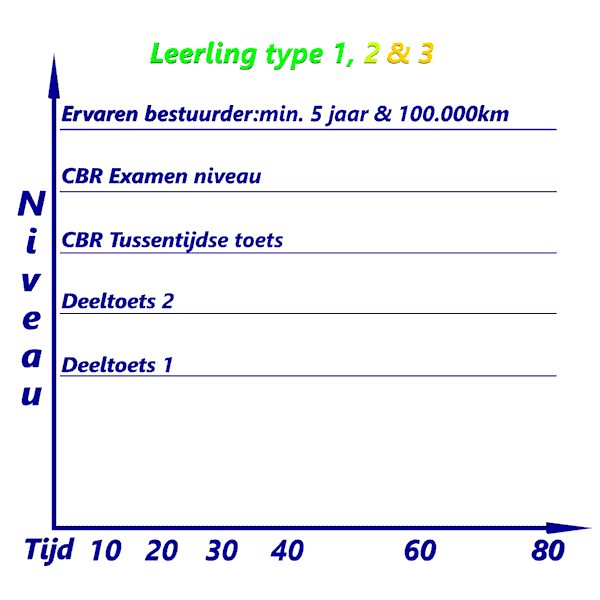 Leerling type 1, 2 & 3
Ervaren bestuurder:min. 5 jaar & 100.000km
CBR Examen niveau
CBR Tussentijdse toets
Deeltoets 2
Deeltoets 1
Niveau
Tijd 10 20 30 40 60 80